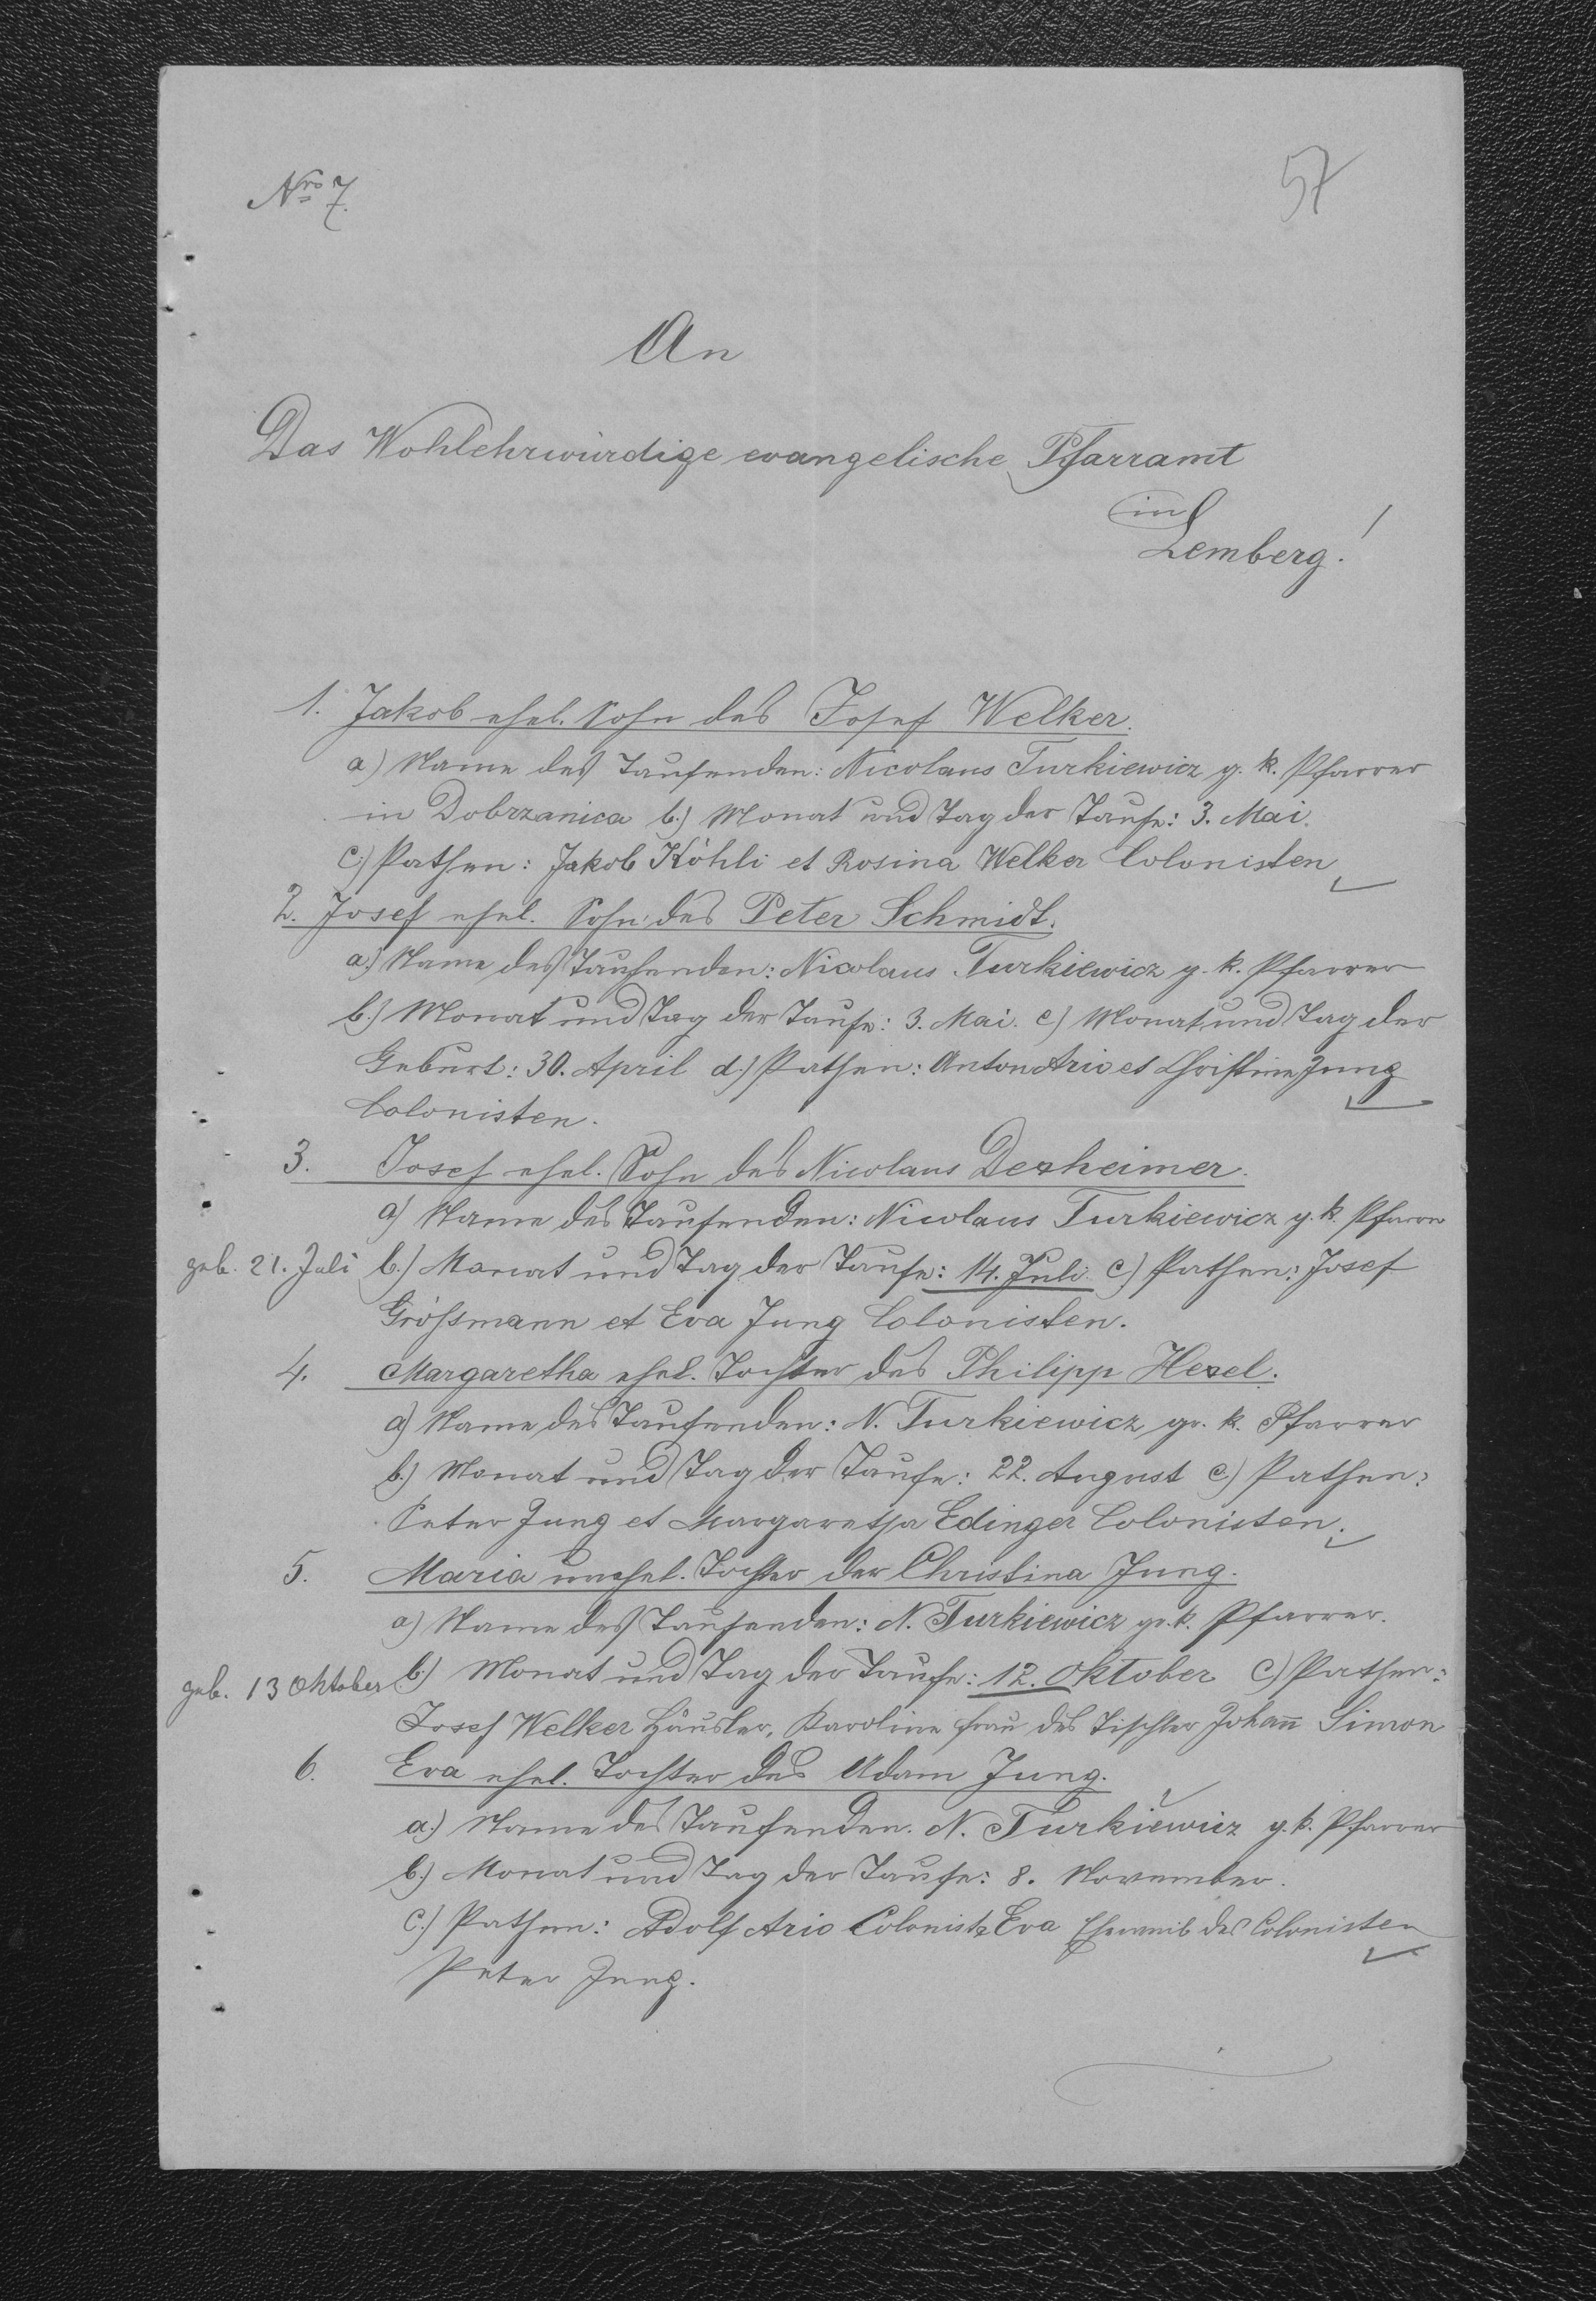 Nro 7.
57
An
Das Wohlehrwürdige evangelische Pfarramt
in
Lemberg!
1. Jakob ehel. Sohn des Josef Welker.
a) Name des Taufenden: Nicolaus Turkiewicz g. k. Pfarrer
in Dobrzanica b.) Monat und Tag der Taufe: 3. Mai.
c.) Pathen: Jakob Köhli et Rosina Welker Colonisten
2. Josef ehel. Sohn des Peter Schmidt.
a.) Name des Taufenden: Nicolaus Turkiewicz g. k. Pfarrer
b.) Monat und Tag der Taufe: 3. Mai. c) Monat und Tag der
Geburt: 30. April d.) Pathen: Anton Ario et Christine Jung
Colonisten.
3. Josef ehel. Sohn des Nicolaus Dexheimer.
a) Name des Taufenden: Nicolaus Turkiewicz g. k. Pfarrer
geb. 21. Juli b.) Monat und Tag der Taufe: 14. Juli c) Pathen: Josef
Größmann et Eva Jung Colonisten.
4. Margaretha ehel. Tochter des Philipp Hexel.
a) Name des Taufenden: N. Turkiewicz gr. k. Pfarrer
b.) Monat und Tag der Taufe: 22. August c.) Pathen:
Peter Jung et Margaretha Edinger Colonisten.
5. Maria unehel. Tochter der Christina Jung.
a) Name des Taufenden: N. Turkiewicz gr. k. Pfarrer.
geb. 13 Oktober b.) Monat und Tag der Taufe: 12. Oktober c) Pathen:
Josef Welker Häusler, Karoline Frau des Tischler Johann Simon
6. Eva ehel. Tochter des Adam Jung.
a.) Name des Taufenden. N. Turkiewicz g. k. Pfarrer
b.) Monat und Tag der Taufe: 8. November.
c.) Pathen: Adolf Ario Colonist Eva Eheweib des Colonisten
Peter Jung.